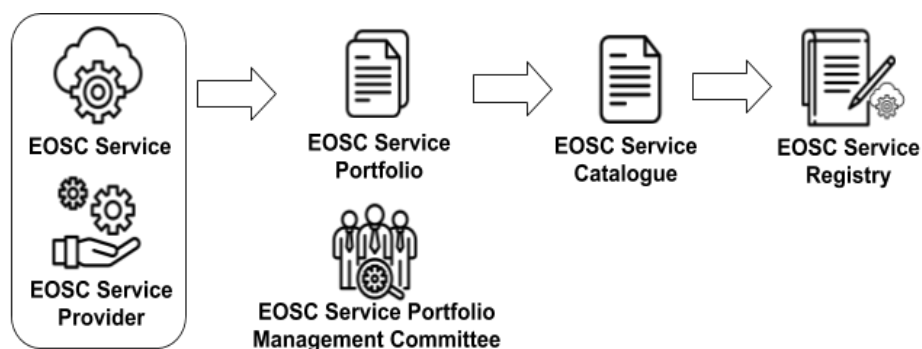 EOSC Service
EOSC Service
Provider
EOSC Service
Portfolio
EOSC Service Portfolio
Management Committee
EOSC Service
Catalogue
EOSC Service
Registry